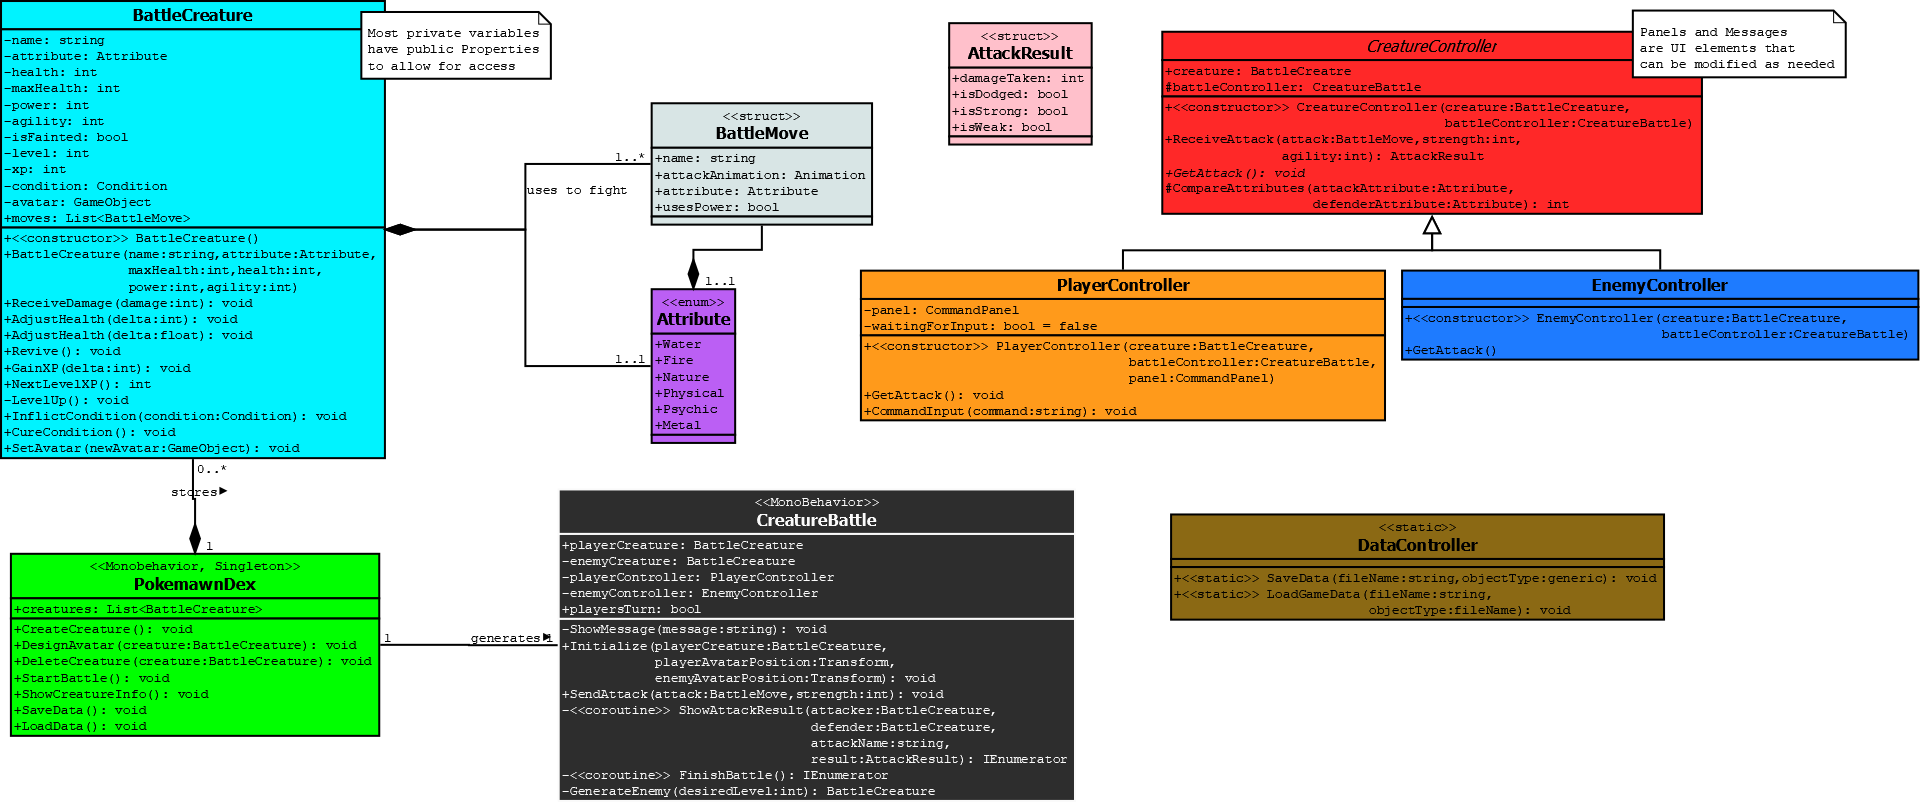 BattleCreature
-name: string
-attribute: Attribute
-health: int
-maxHealth: int
-power: int
-agility: int
-isFainted: bool
-level: int
-xp: int
-condition: Condition
-avatar: GameObject
+moves: List<BattleMove>
+<<constructor>> BattleCreature()
+BattleCreature(name:string,attribute:Attribute,
maxHealth:int,health:int,
power:int,agility:int)
+ReceiveDamage(damage:int): void
+AdjustHealth(delta:int): void
+AdjustHealth(delta:float): void
+Revive(): void
+GainXP(delta:int): void
+NextLevelXP(): int
-LevelUp(): void
+InflictCondition(condition:Condition): void
+CureCondition(): void
+SetAvatar(newAvatar:GameObject): void
Most private variables
have public Properties
to allow for access
1..*
uses to fight
1..1
<<struct>>
BattleMove
+name: string
+attackAnimation: Animation
+attribute: Attribute
+usesPower: bool
1..1
<<enum>>
Attribute
+Water
+Fire
+Nature
+Physical
+Psychic
+Metal
<<struct>>
AttackResult
+damageTaken: int
+isDodged: bool
+isStrong: bool
+isWeak: bool
CreatureController
+creature: BattleCreatre
#battleController: CreatureBattle
+<<constructor>> CreatureController(creature:BattleCreature,
battleController:CreatureBattle)
+ReceiveAttack(attack:BattleMove,strength:int,
agility:int): AttackResult
+GetAttack(): void
#CompareAttributes(attackAttribute:Attribute,
defenderAttribute:Attribute): int
Panels and Messages
are UI elements that
can be modified as needed
PlayerController
-panel: CommandPanel
-waitingForInput: bool = false
+<<constructor>> PlayerController(creature:BattleCreature,
battleController:CreatureBattle,
panel:CommandPanel)
+GetAttack(): void
+CommandInput(command:string): void
EnemyController
+<<constructor>> EnemyController(creature:BattleCreature,
battleController:CreatureBattle)
+GetAttack()
0..*
stores
1
<<Monobehavior, Singleton>>
PokemawnDex
+creatures: List<BattleCreature>
+CreateCreature(): void
+DesignAvatar(creature:BattleCreature): void
+DeleteCreature(creature:BattleCreature): void
+StartBattle(): void
+ShowCreatureInfo(): void
+SaveData(): void
+LoadData(): void
1
generates
1
<<MonoBehavior>>
CreatureBattle
+playerCreature: BattleCreature
-enemyCreature: BattleCreature
-playerController: PlayerController
-enemyController: EnemyController
+playersTurn: bool
-ShowMessage(message:string): void
+Initialize(playerCreature:BattleCreature,
playerAvatarPosition:Transform,
enemyAvatarPosition:Transform): void
+SendAttack(attack:BattleMove,strength:int): void
-<<coroutine>> ShowAttackResult(attacker:BattleCreature,
defender:BattleCreature,
attackName:string,
result:AttackResult): IEnumerator
-<<coroutine>> FinishBattle(): IEnumerator
-GenerateEnemy(desiredLevel:int): BattleCreature
<<static>>
DataController
+<<static>> SaveData(fileName:string,objectType:generic): void
+<<static>> LoadGameData(fileName:string,
objectType:fileName): void